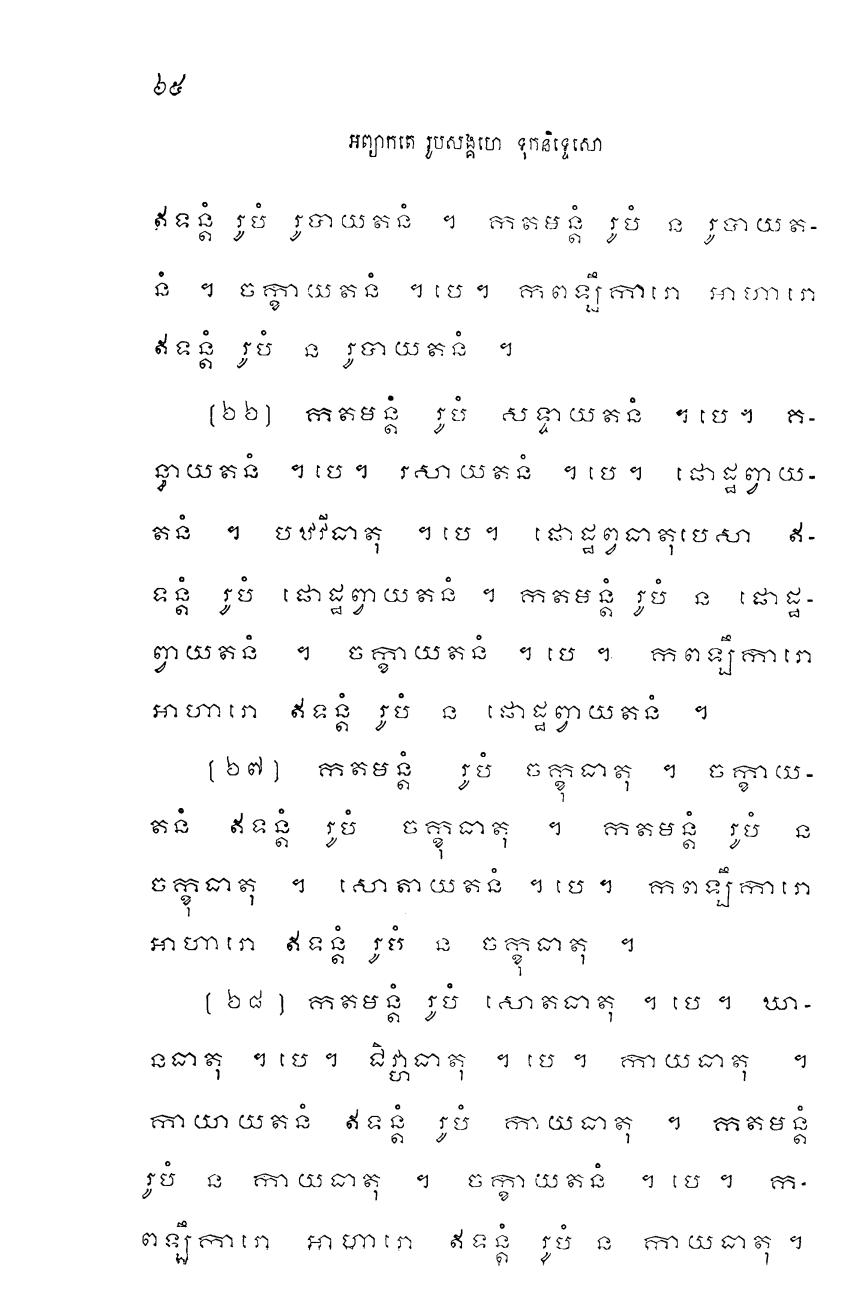 ៦៥
អព្យាកតេ រូបសង្គហេ ទុកនិទ្ទេសោ
ឥទន្តំ រូបំ រូបាយតនំ ។ កតមន្តំ រូបំ ន រូបាយត-
នំ ។ ចក្ខាយតនំ ។ បេ ។ កពឡឹការោ អាហារោ
ឥទន្តំ រូបំ ន រូបាយតនំ ។
(៦៦) កតមន្តំ រូបំ សទ្ទាយតនំ ។ បេ ។ គ-
ន្ធាយតនំ ។ បេ ។ រសាយតនំ ។ បេ ។ ផោដ្ឋព្វាយ-
តនំ ។ បឋវីធាតុ ។ បេ ។ ផោដ្ឋព្វធាតុបេសា ឥ-
ទន្តំ រូបំ ផោដ្ឋព្វាយតនំ ។ កតមន្តំ រូបំ ន ផោដ្ឋ-
ព្វាយតនំ ។ ចក្ខាយតនំ ។ បេ ។ កពឡឹការោ
អាហារោ ឥទន្តំ រូបំ ន ផោដ្ឋព្វាយតនំ ។
(៦៧) កតមន្តំ រូបំ ចក្ខុធាតុ ។ ចក្ខាយ-
តនំ ឥទន្តំ រូបំ ចក្ខុធាតុ ។ កតមន្តំ រូបំ ន
ចក្ខុធាតុ ។ សោតាយតនំ ។ បេ ។ កពឡឹការោ
អាហារោ ឥទន្តំ រូបំ ន ចក្ខុធាតុ ។
(៦៨) កតមន្តំ រូបំ សោតធាតុ ។ បេ ។ ឃា-
នធាតុ ។ បេ ។ ជិវ្ហាធាតុ ។ បេ ។ កាយធាតុ ។
កាយាយតនំ ឥទន្តំ រូបំ កាយធាតុ ។ កតមន្តំ
រូបំ ន កាយធាតុ ។ ចក្ខាយតនំ ។ បេ ។ ក-
ពឡឹការោ អាហារោ ឥទន្តំ រូបំ ន កាយធាតុ ។